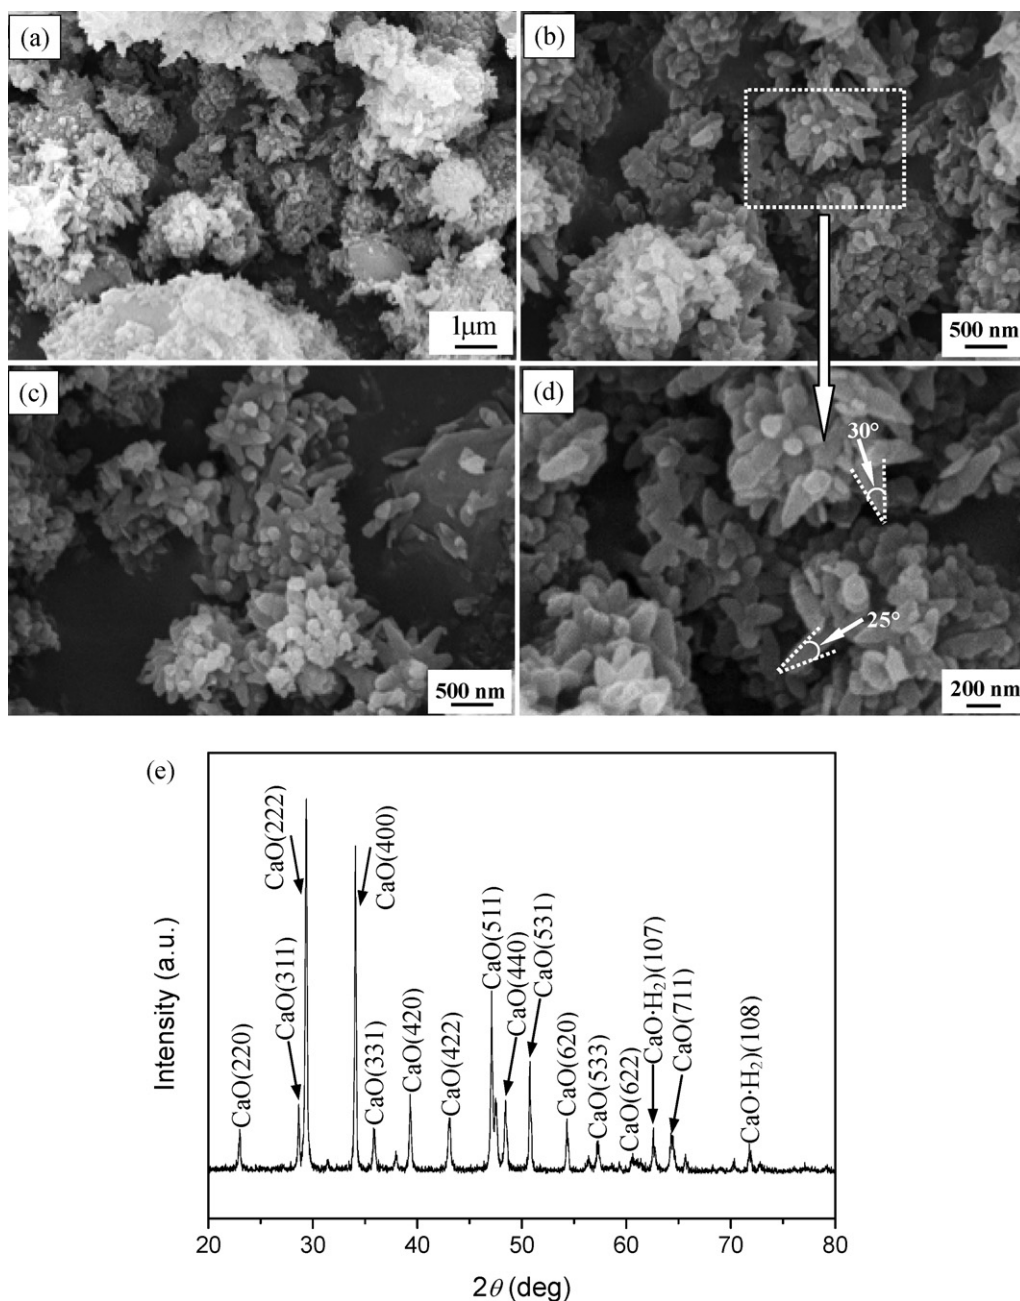 (a)
1μm
(b)
500 nm
(c)
500 nm
(d)
30°
25°
200 nm
(e)
Intensity (a.u.)
CaO(220)
CaO(311)
CaO(222)
CaO(400)
CaO(331)
CaO(420)
CaO(422)
CaO(511)
CaO(440)
CaO(531)
CaO(620)
CaO(533)
CaO(622)
CaO·H₂)(107)
CaO(711)
CaO·H₂)(108)
20 30 40 50 60 70 80
2θ (deg)